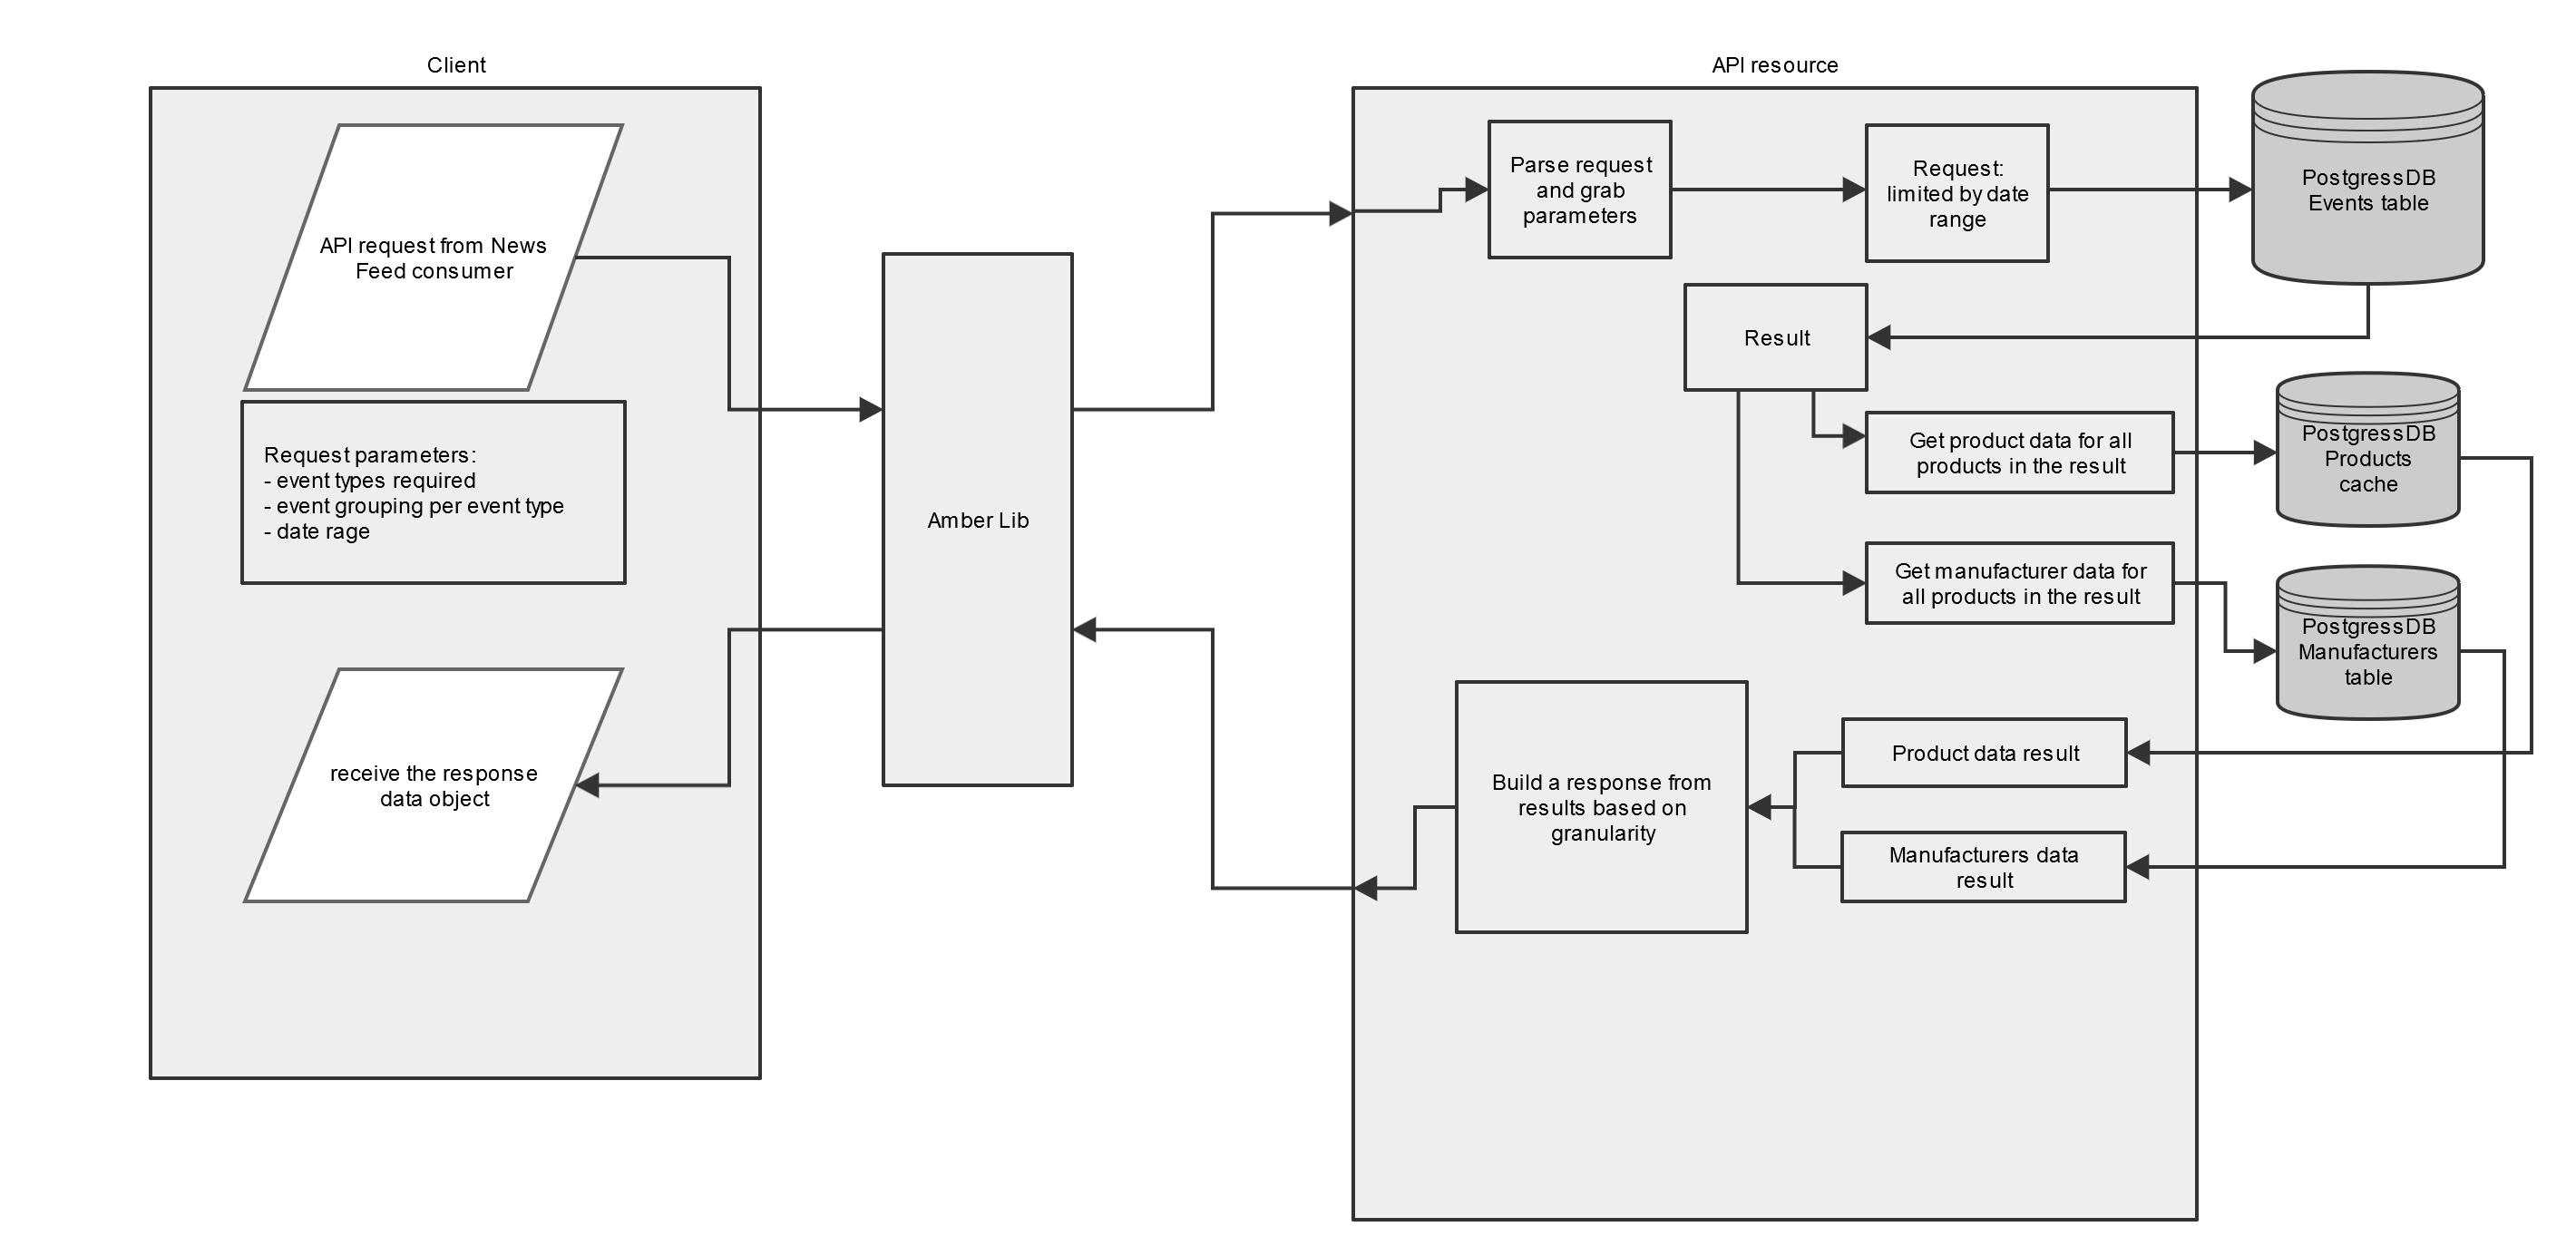 Client
API request from News
Feed consumer
Request parameters:
- event types required
- event grouping per event type
- date rage
receive the response
data object
Amber Lib
API resource
Parse request
and grab
parameters
Request:
limited by date
range
PostgressDB
Events table
Result
Get product data for all
products in the result
PostgressDB
Products
cache
Get manufacturer data for
all products in the result
PostgressDB
Manufacturers
table
Build a response from
results based on
granularity
Product data result
Manufacturers data
result